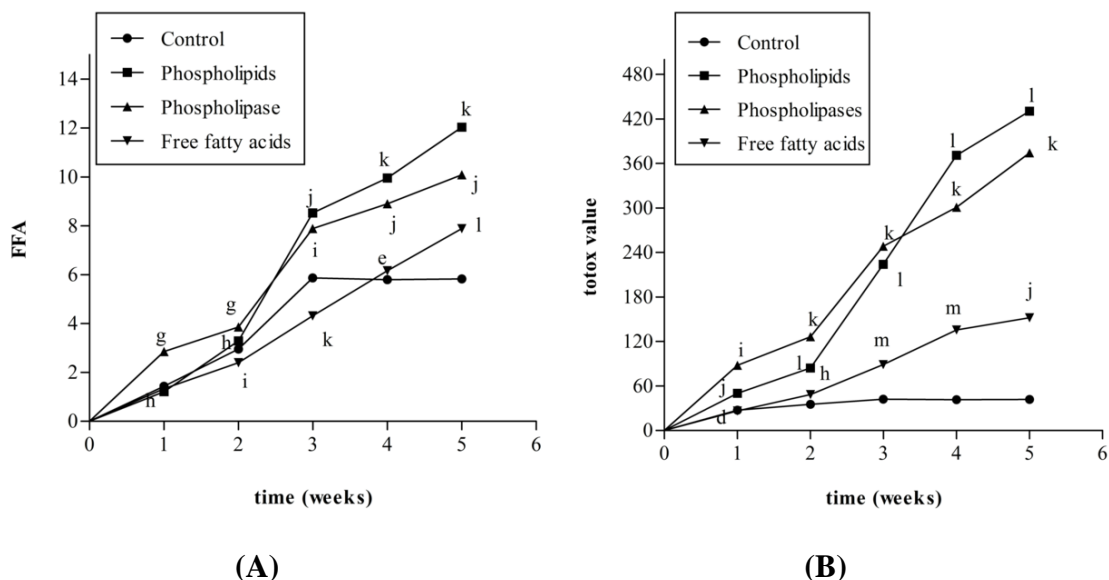 Control
Phospholipids
Phospholipase
Free fatty acids
14
12
10
8
6
4
2
0
FFA
g
g
h
h
i
j
i
k
k
j
e
k
j
l
0 1 2 3 4 5 6
time (weeks)
(A)
Control
Phospholipids
Phospholipases
Free fatty acids
480
420
360
300
240
180
120
60
0
totox value
i
j
d
k
l
h
k
l
m
l
k
m
l
k
j
0 1 2 3 4 5 6
time (weeks)
(B)